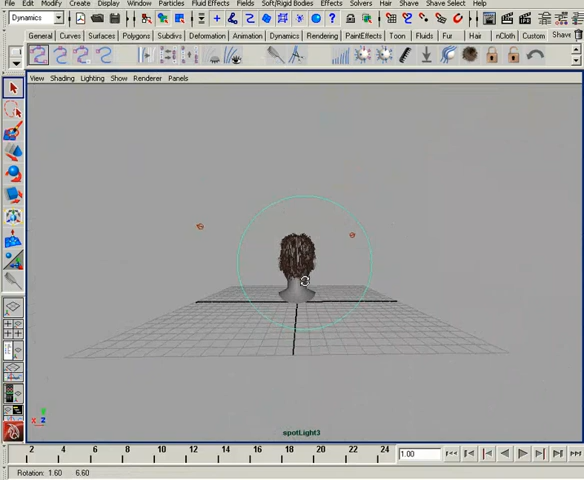 File Edit Modify Create Display Window Particles Fluid Effects Fields Soft/Rigid Bodies Effects Solvers Hair Shave Shave Select Help
Dynamics
General Curves Surfaces Polygons Subdivs Deformation Animation Dynamics Rendering PaintEffects Toon Fluids Fur Hair nCloth Custom Shave
View Shading Lighting Show Renderer Panels
spotLight3
2 4 6 8 10 12 14 16 18 20 22 24 1.00
Rotation: 1.60 6.60